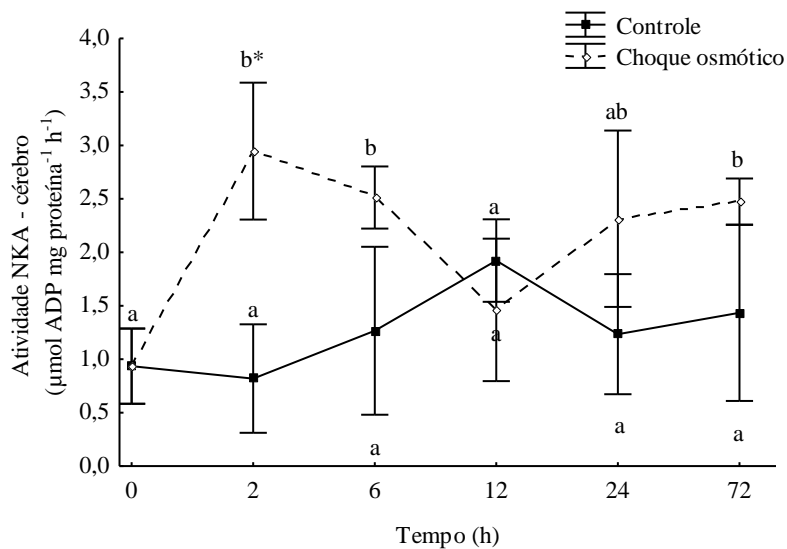 Controle
Choque osmótico
Atividade NKA - cérebro
(μmol ADP mg proteína⁻¹ h⁻¹)
4,0
3,5
3,0
2,5
2,0
1,5
1,0
0,5
0,0
b*
ab
b
b
a
a
a
a
a
a
a
0 2 6 12 24 72
Tempo (h)